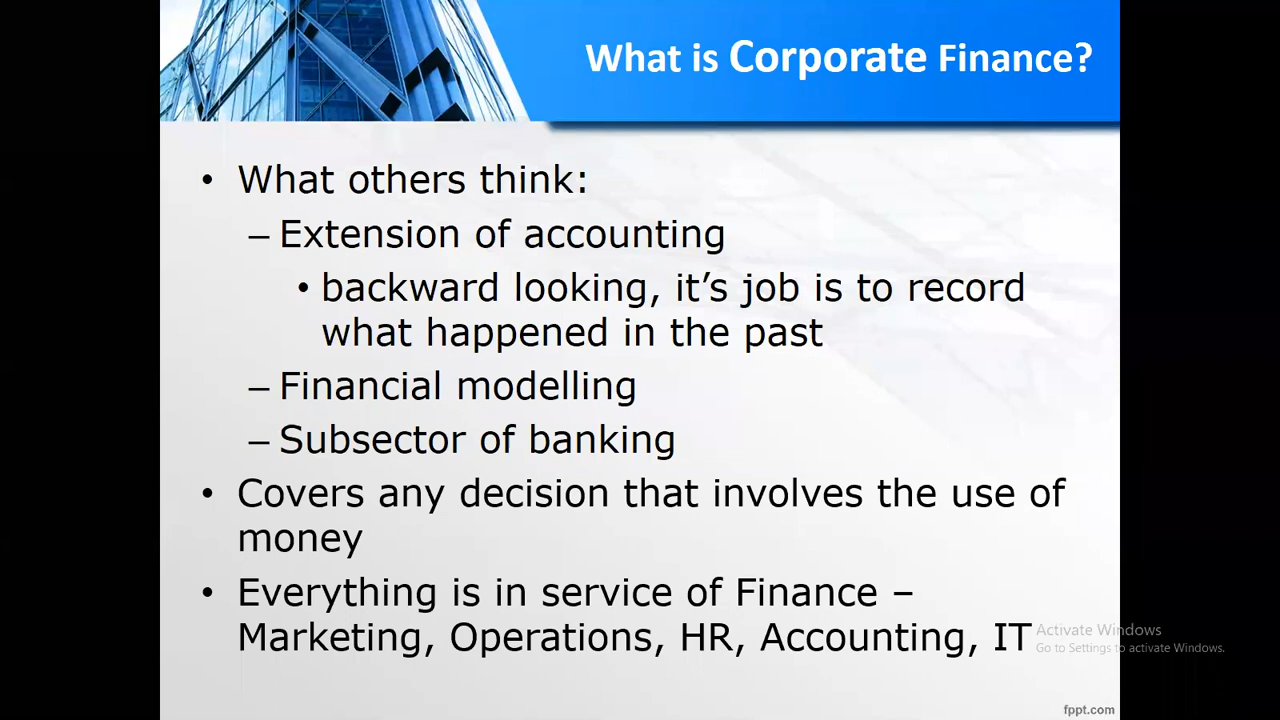 What is Corporate Finance?
• What others think:
– Extension of accounting
• backward looking, it’s job is to record
what happened in the past
– Financial modelling
– Subsector of banking
• Covers any decision that involves the use of
money
• Everything is in service of Finance –
Marketing, Operations, HR, Accounting, IT
Activate Windows
Go to Settings to activate Windows.
fppt.com